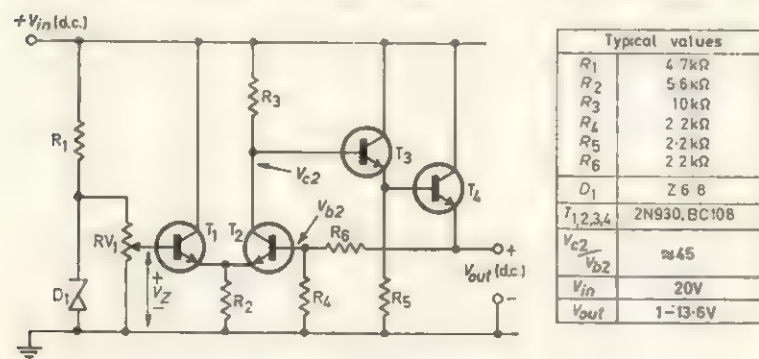 +Vin(d.c.)
R1
R3
T3
T4
Vc2
Vb2
RV1
T1
T2
R6
D1
+
VZ
−
R2
R4
R5
+
Vout(d.c.)
−
Typical values
R1 4·7kΩ
R2 5·6kΩ
R3 10kΩ
R4 2·2kΩ
R5 2·2kΩ
R6 2·2kΩ
D1 Z 6·8
T1,2,3,4 2N930, BC108
Vc2/Vb2 ≈45
Vin 20V
Vout 1-13·6V